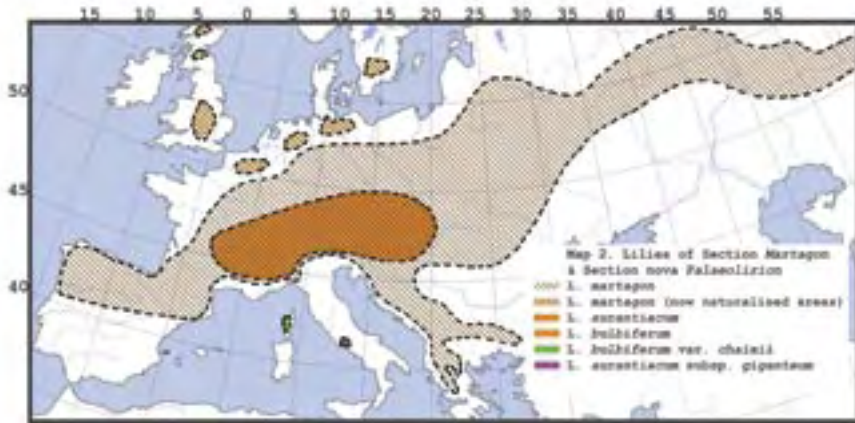 15 10 5 0 5 10 15 20 25 30 35 40 45 50 55
50
45
40
Map 2. Lilies of Section Martagon
& Section nova Palaeolirion
L. martagon
L. martagon (now naturalised areas)
L. aurantiacum
L. bulbiferum
L. bulbiferum var. chaixii
L. aurantiacum subsp. giganteum